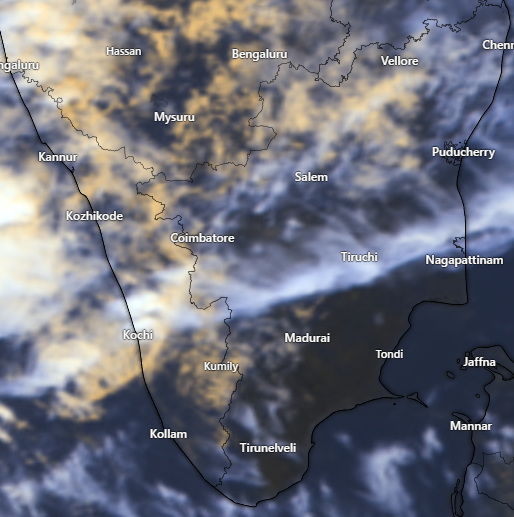 Hassan
Bengaluru
Chenn
ngaluru
Vellore
Mysuru
Kannur
Puducherry
Salem
Kozhikode
Coimbatore
Tiruchi
Nagapattinam
Kochi
Madurai
Tondi
Kumily
Jaffna
Mannar
Kollam
Tirunelveli